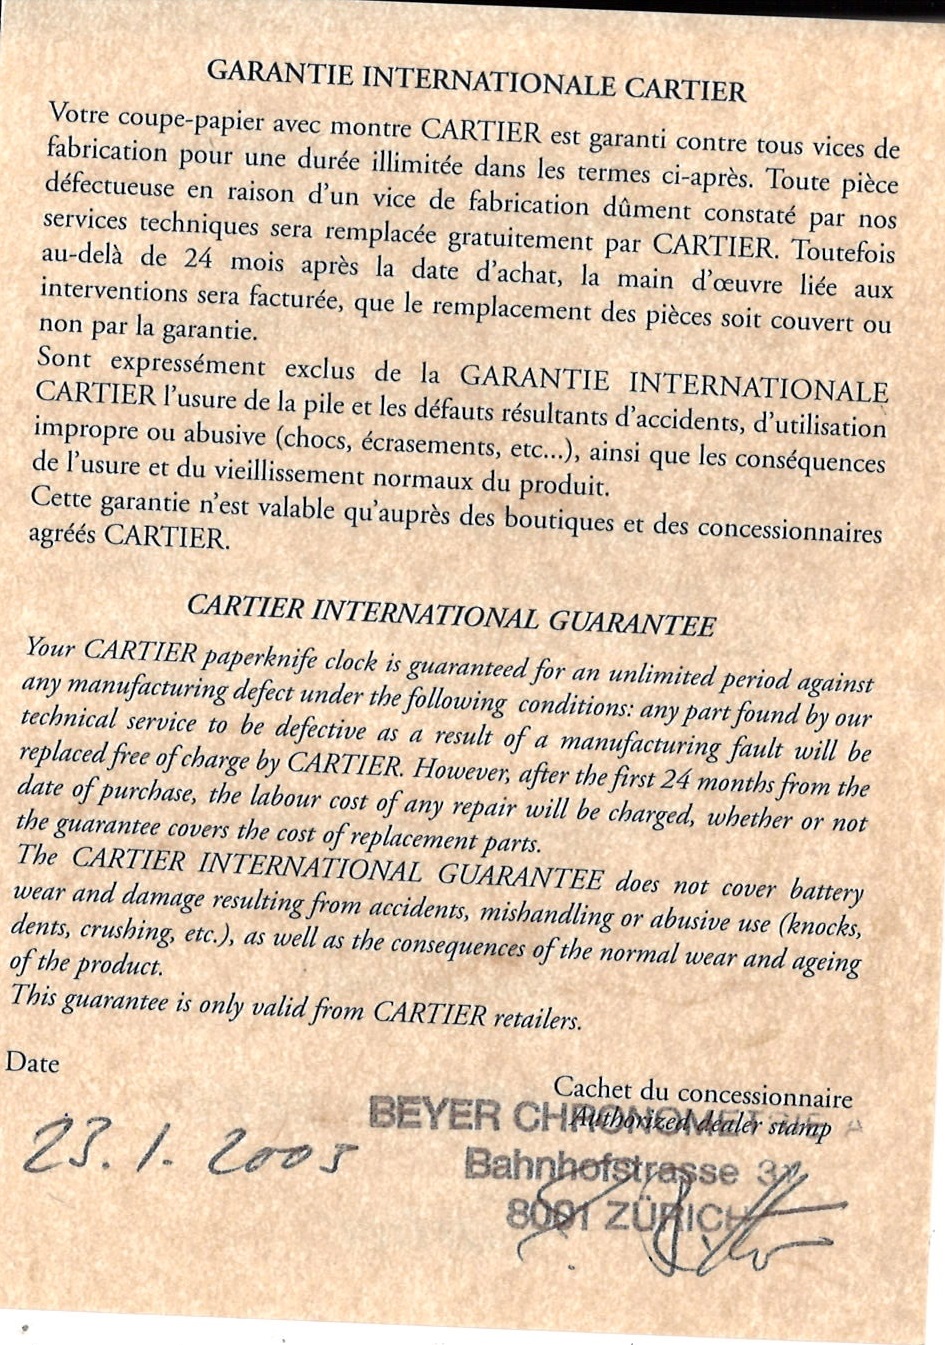 GARANTIE INTERNATIONALE CARTIER
Votre coupe-papier avec montre CARTIER est garanti contre tous vices de
fabrication pour une durée illimitée dans les termes ci-après. Toute pièce
défectueuse en raison d'un vice de fabrication dûment constaté par nos
services techniques sera remplacée gratuitement par CARTIER. Toutefois
au-delà de 24 mois après la date d'achat, la main d'œuvre liée aux
interventions sera facturée, que le remplacement des pièces soit couvert ou
non par la garantie.
Sont expressément exclus de la GARANTIE INTERNATIONALE
CARTIER l'usure de la pile et les défauts résultants d'accidents, d'utilisation
impropre ou abusive (chocs, écrasements, etc...), ainsi que les conséquences
de l'usure et du vieillissement normaux du produit.
Cette garantie n'est valable qu'auprès des boutiques et des concessionnaires
agréés CARTIER.
CARTIER INTERNATIONAL GUARANTEE
Your CARTIER paperknife clock is guaranteed for an unlimited period against
any manufacturing defect under the following conditions: any part found by our
technical service to be defective as a result of a manufacturing fault will be
replaced free of charge by CARTIER. However, after the first 24 months from the
date of purchase, the labour cost of any repair will be charged, whether or not
the guarantee covers the cost of replacement parts.
The CARTIER INTERNATIONAL GUARANTEE does not cover battery
wear and damage resulting from accidents, mishandling or abusive use (knocks,
dents, crushing, etc.), as well as the consequences of the normal wear and ageing
of the product.
This guarantee is only valid from CARTIER retailers.
Date
Cachet du concessionnaire
Authorized dealer stamp
BEYER
23.1.2005
Bahnhofstrasse 31
8001 ZÜRICH